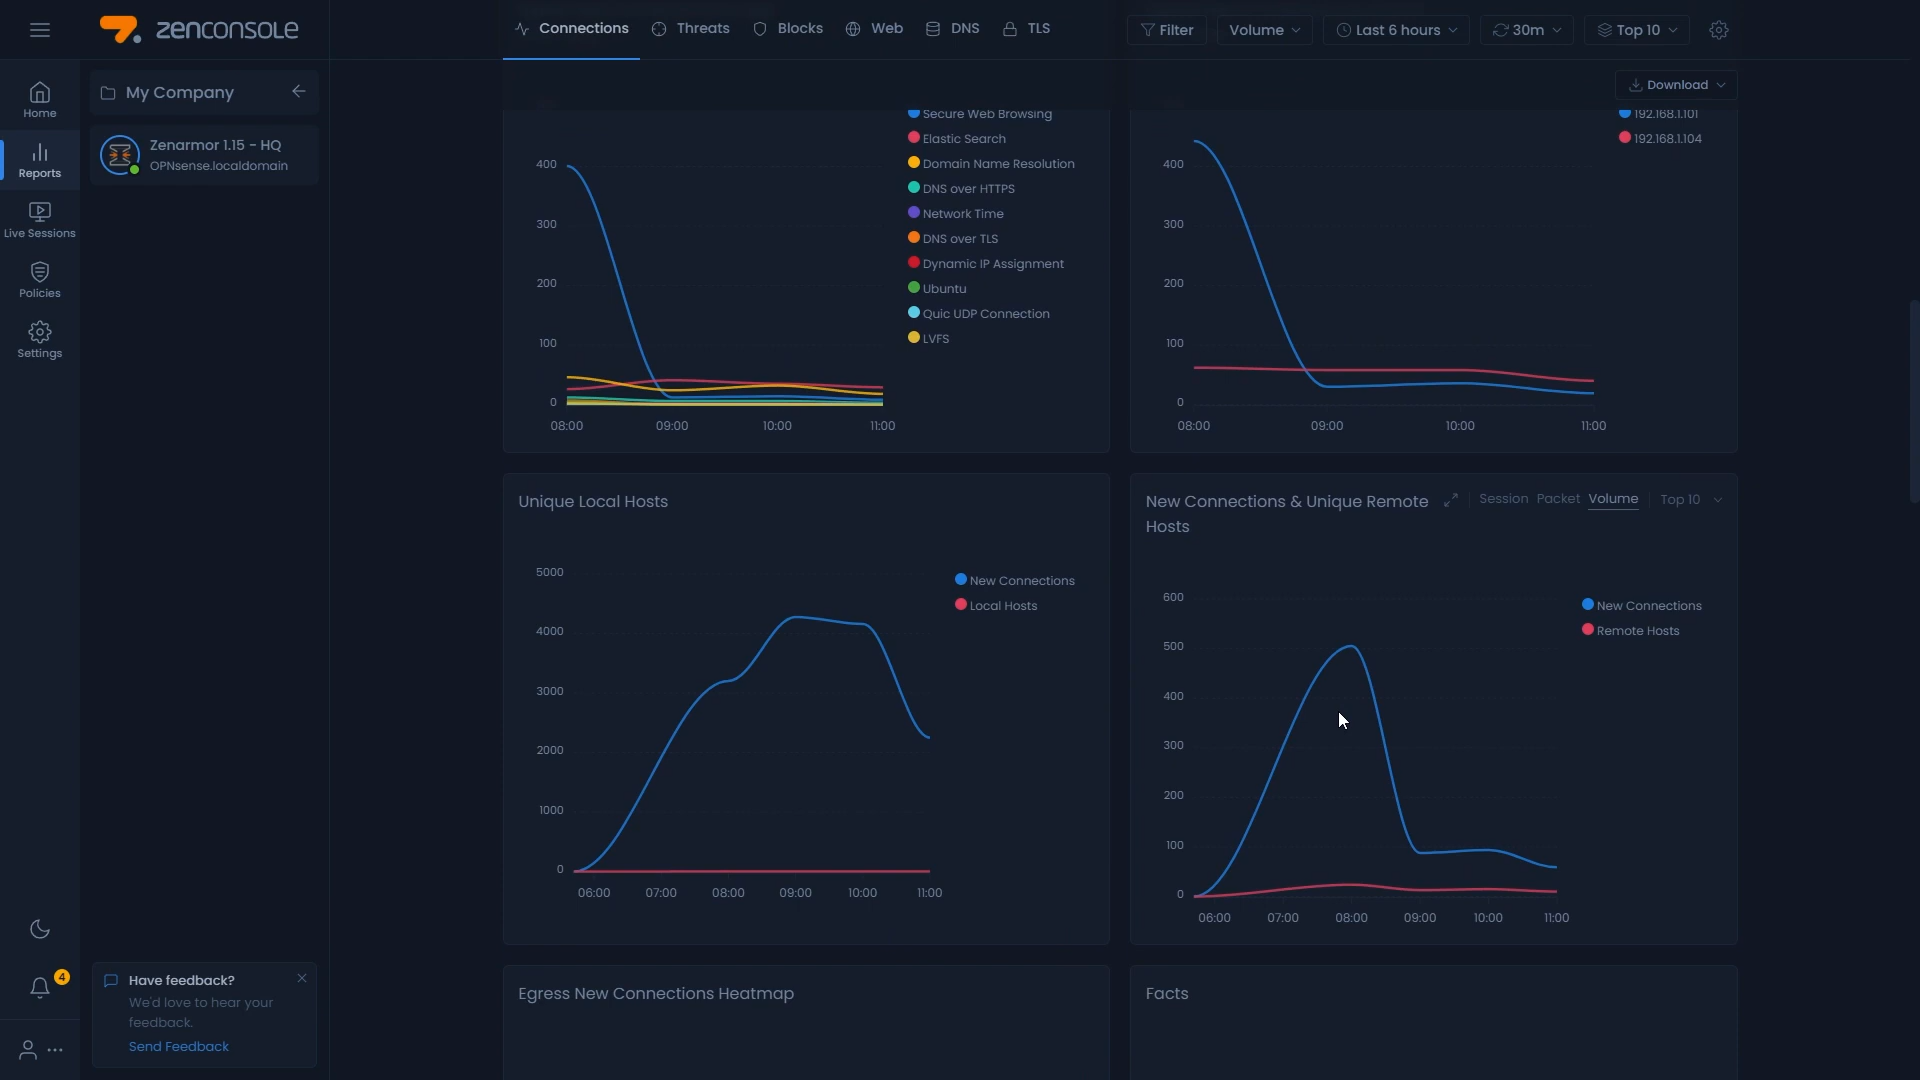 zenconsole
Connections
Threats
Blocks
Web
DNS
TLS
Filter
Volume
Last 6 hours
30m
Top 10
Home
Reports
Live Sessions
Policies
Settings
My Company
Zenarmor 1.15 - HQ
OPNsense.localdomain
Download
Secure Web Browsing
Elastic Search
Domain Name Resolution
DNS over HTTPS
Network Time
DNS over TLS
Dynamic IP Assignment
Ubuntu
Quic UDP Connection
LVFS
400
300
200
100
0
08:00 09:00 10:00 11:00
192.168.1.101
192.168.1.104
400
300
200
100
0
08:00 09:00 10:00 11:00
Unique Local Hosts
New Connections
Local Hosts
5000
4000
3000
2000
1000
0
06:00 07:00 08:00 09:00 10:00 11:00
New Connections & Unique Remote
Hosts
Session Packet Volume Top 10
New Connections
Remote Hosts
600
500
400
300
200
100
0
06:00 07:00 08:00 09:00 10:00 11:00
Egress New Connections Heatmap
Facts
4
Have feedback?
We'd love to hear your
feedback.
Send Feedback